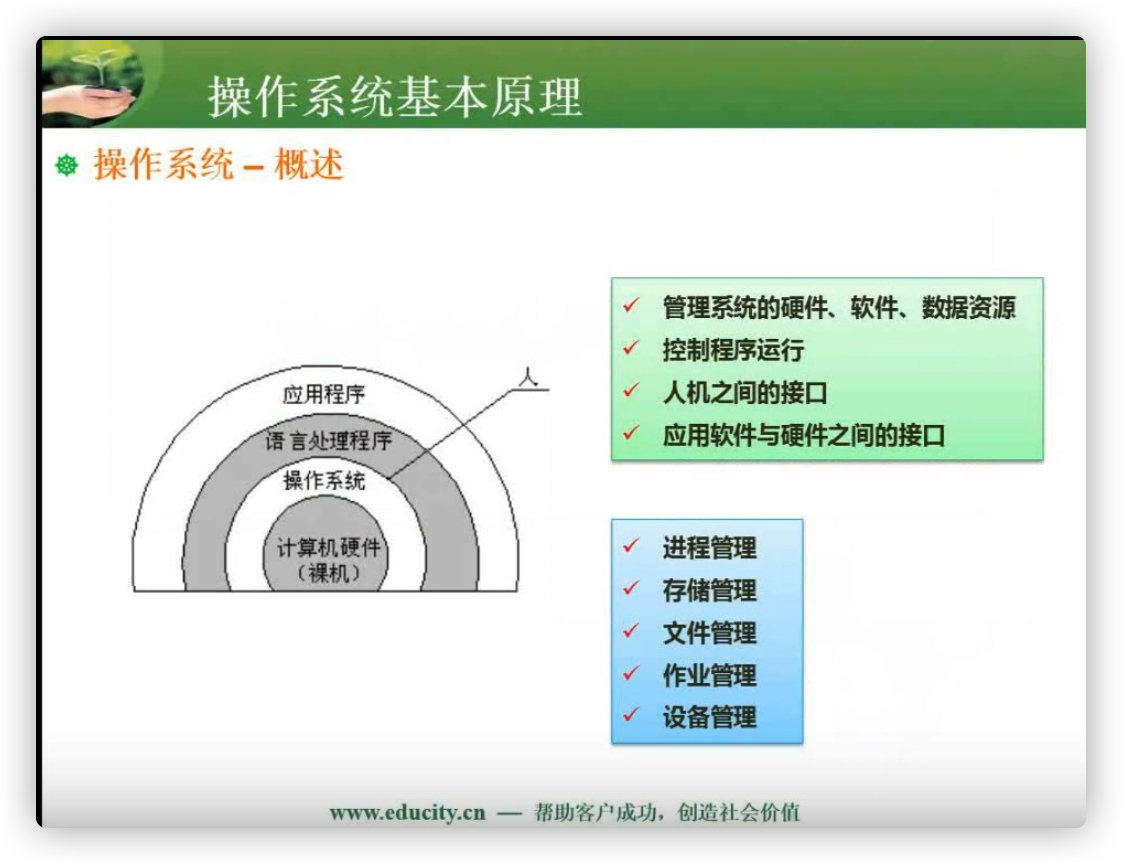 操作系统基本原理
操作系统 – 概述
管理系统的硬件、软件、数据资源
控制程序运行
人机之间的接口
应用软件与硬件之间的接口
人
应用程序
语言处理程序
操作系统
计算机硬件
（裸机）
进程管理
存储管理
文件管理
作业管理
设备管理
www.educity.cn — 帮助客户成功，创造社会价值